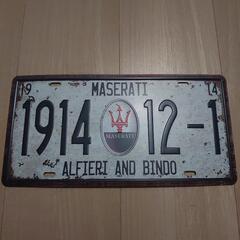 19 MASERATI 14
1914 MASERATI 12-1
ALFIERI AND BINDO